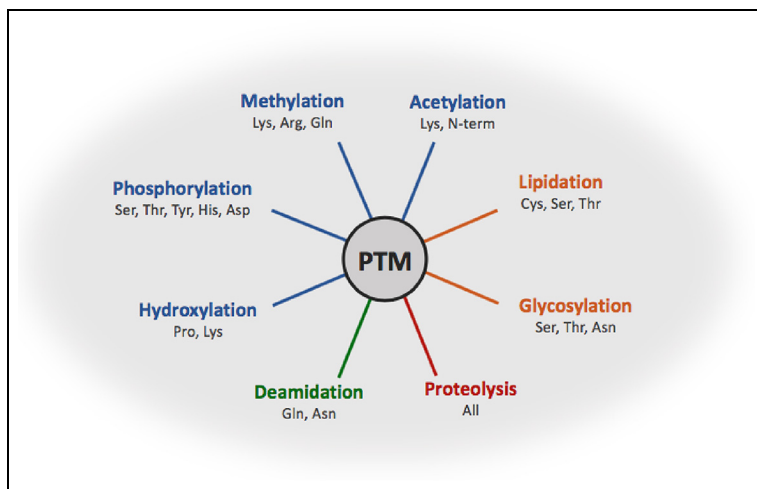 Methylation
Lys, Arg, Gln
Acetylation
Lys, N-term
Phosphorylation
Ser, Thr, Tyr, His, Asp
Lipidation
Cys, Ser, Thr
PTM
Hydroxylation
Pro, Lys
Glycosylation
Ser, Thr, Asn
Deamidation
Gln, Asn
Proteolysis
All